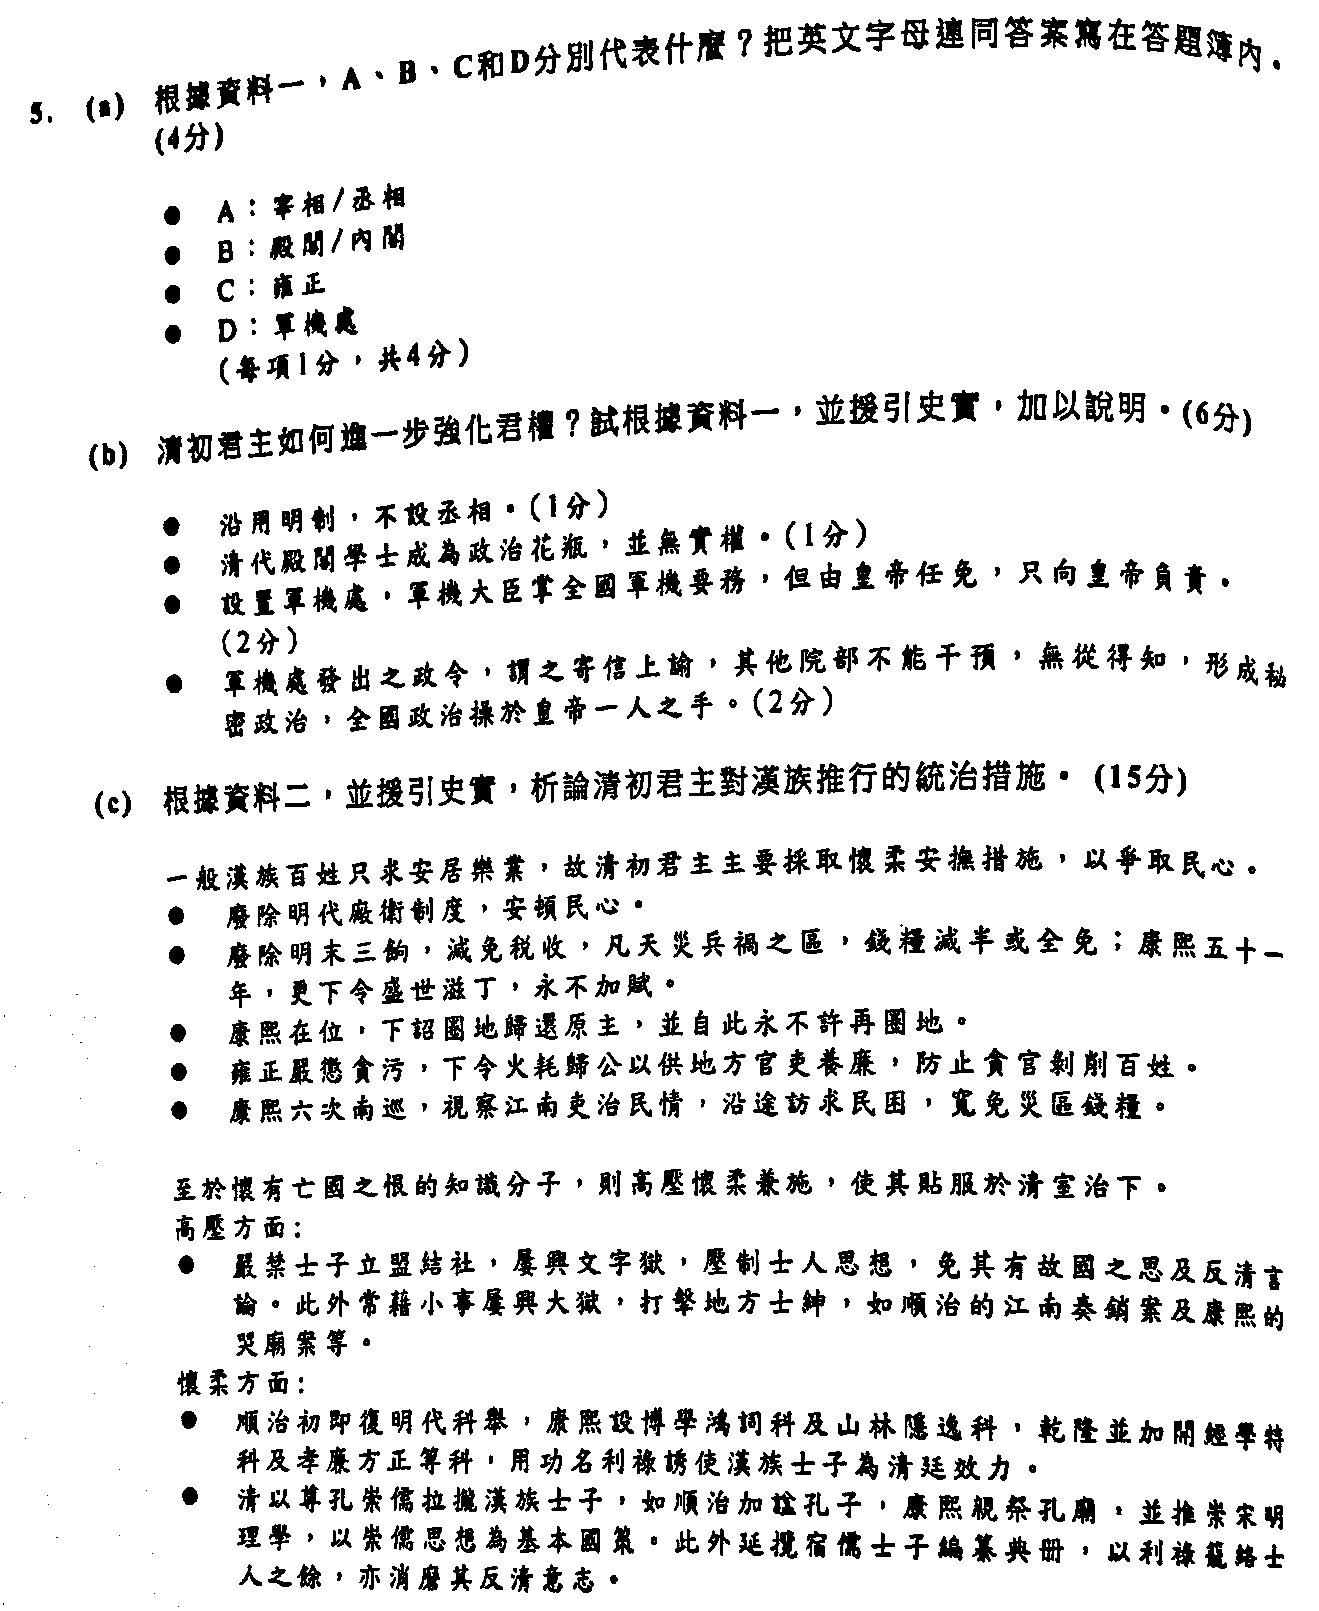 5. (a) 根據資料一，A、B、C和D分別代表什麼？把英文字母連同答案寫在答題簿內。
(4分)
● A：宰相/丞相
● B：殿閣/內閣
● C：雍正
● D：軍機處
(每項1分，共4分)
(b) 清初君主如何進一步強化君權？試根據資料一，並援引史實，加以說明。(6分)
● 沿用明制，不設丞相。(1分)
● 清代殿閣學士成為政治花瓶，並無實權。(1分)
● 設置軍機處，軍機大臣掌全國軍機要務，但由皇帝任免，只向皇帝負責。
(2分)
● 軍機處發出之政令，謂之寄信上諭，其他院部不能干預，無從得知，形成秘
密政治，全國政治操於皇帝一人之手。(2分)
(c) 根據資料二，並援引史實，析論清初君主對漢族推行的統治措施。 (15分)
一般漢族百姓只求安居樂業，故清初君主主要採取懷柔安撫措施，以爭取民心。
● 廢除明代廠衛制度，安頓民心。
● 廢除明末三餉，減免稅收，凡天災兵禍之區，錢糧減半或全免；康熙五十一
年，更下令盛世滋丁，永不加賦。
● 康熙在位，下詔圈地歸還原主，並自此永不許再圈地。
● 雍正嚴懲貪污，下令火耗歸公以供地方官吏養廉，防止貪官剝削百姓。
● 康熙六次南巡，視察江南吏治民情，沿途訪求民困，寬免災區錢糧。
至於懷有亡國之恨的知識分子，則高壓懷柔兼施，使其貼服於清室治下。
高壓方面：
● 嚴禁士子立盟結社，屢興文字獄，壓制士人思想，免其有故國之思及反清言
論。此外常藉小事屢興大獄，打擊地方士紳，如順治的江南奏銷案及康熙的
哭廟案等。
懷柔方面：
● 順治初即復明代科舉，康熙設博學鴻詞科及山林隱逸科，乾隆並加開經學特
科及孝廉方正等科，用功名利祿誘使漢族士子為清廷效力。
● 清以尊孔崇儒拉攏漢族士子，如順治加諡孔子，康熙親祭孔廟，並推崇宋明
理學，以崇儒思想為基本國策。此外延攬宿儒士子編纂典冊，以利祿籠絡士
人之餘，亦消磨其反清意志。